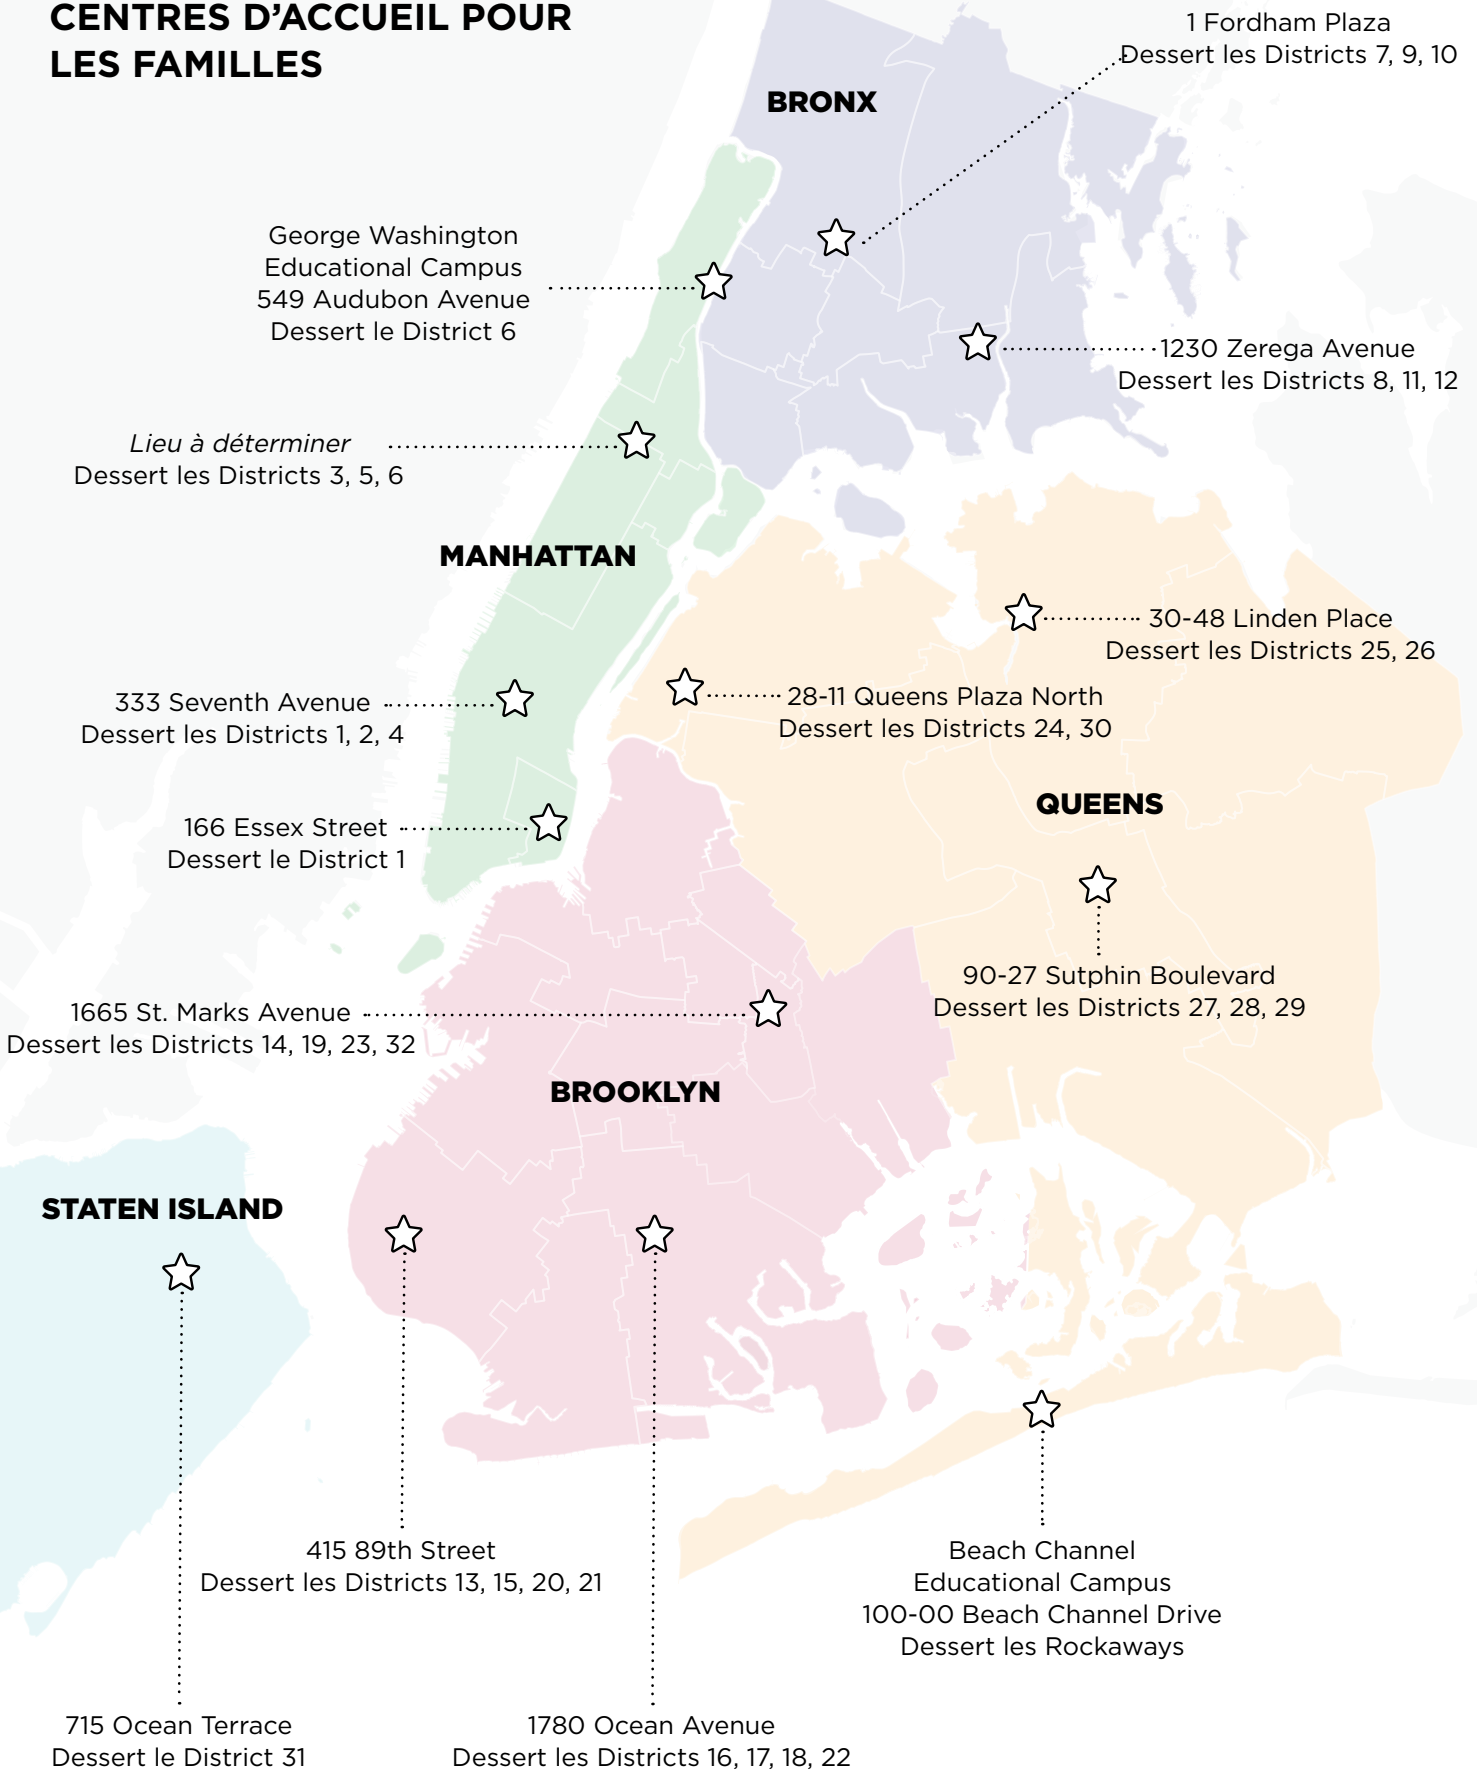 CENTRES D'ACCUEIL POUR
LES FAMILLES
1 Fordham Plaza
Dessert les Districts 7, 9, 10
BRONX
George Washington
Educational Campus
549 Audubon Avenue
Dessert le District 6
1230 Zerega Avenue
Dessert les Districts 8, 11, 12
Lieu à déterminer
Dessert les Districts 3, 5, 6
MANHATTAN
30-48 Linden Place
Dessert les Districts 25, 26
333 Seventh Avenue
Dessert les Districts 1, 2, 4
28-11 Queens Plaza North
Dessert les Districts 24, 30
QUEENS
166 Essex Street
Dessert le District 1
90-27 Sutphin Boulevard
Dessert les Districts 27, 28, 29
1665 St. Marks Avenue
Dessert les Districts 14, 19, 23, 32
BROOKLYN
STATEN ISLAND
415 89th Street
Dessert les Districts 13, 15, 20, 21
Beach Channel
Educational Campus
100-00 Beach Channel Drive
Dessert les Rockaways
715 Ocean Terrace
Dessert le District 31
1780 Ocean Avenue
Dessert les Districts 16, 17, 18, 22